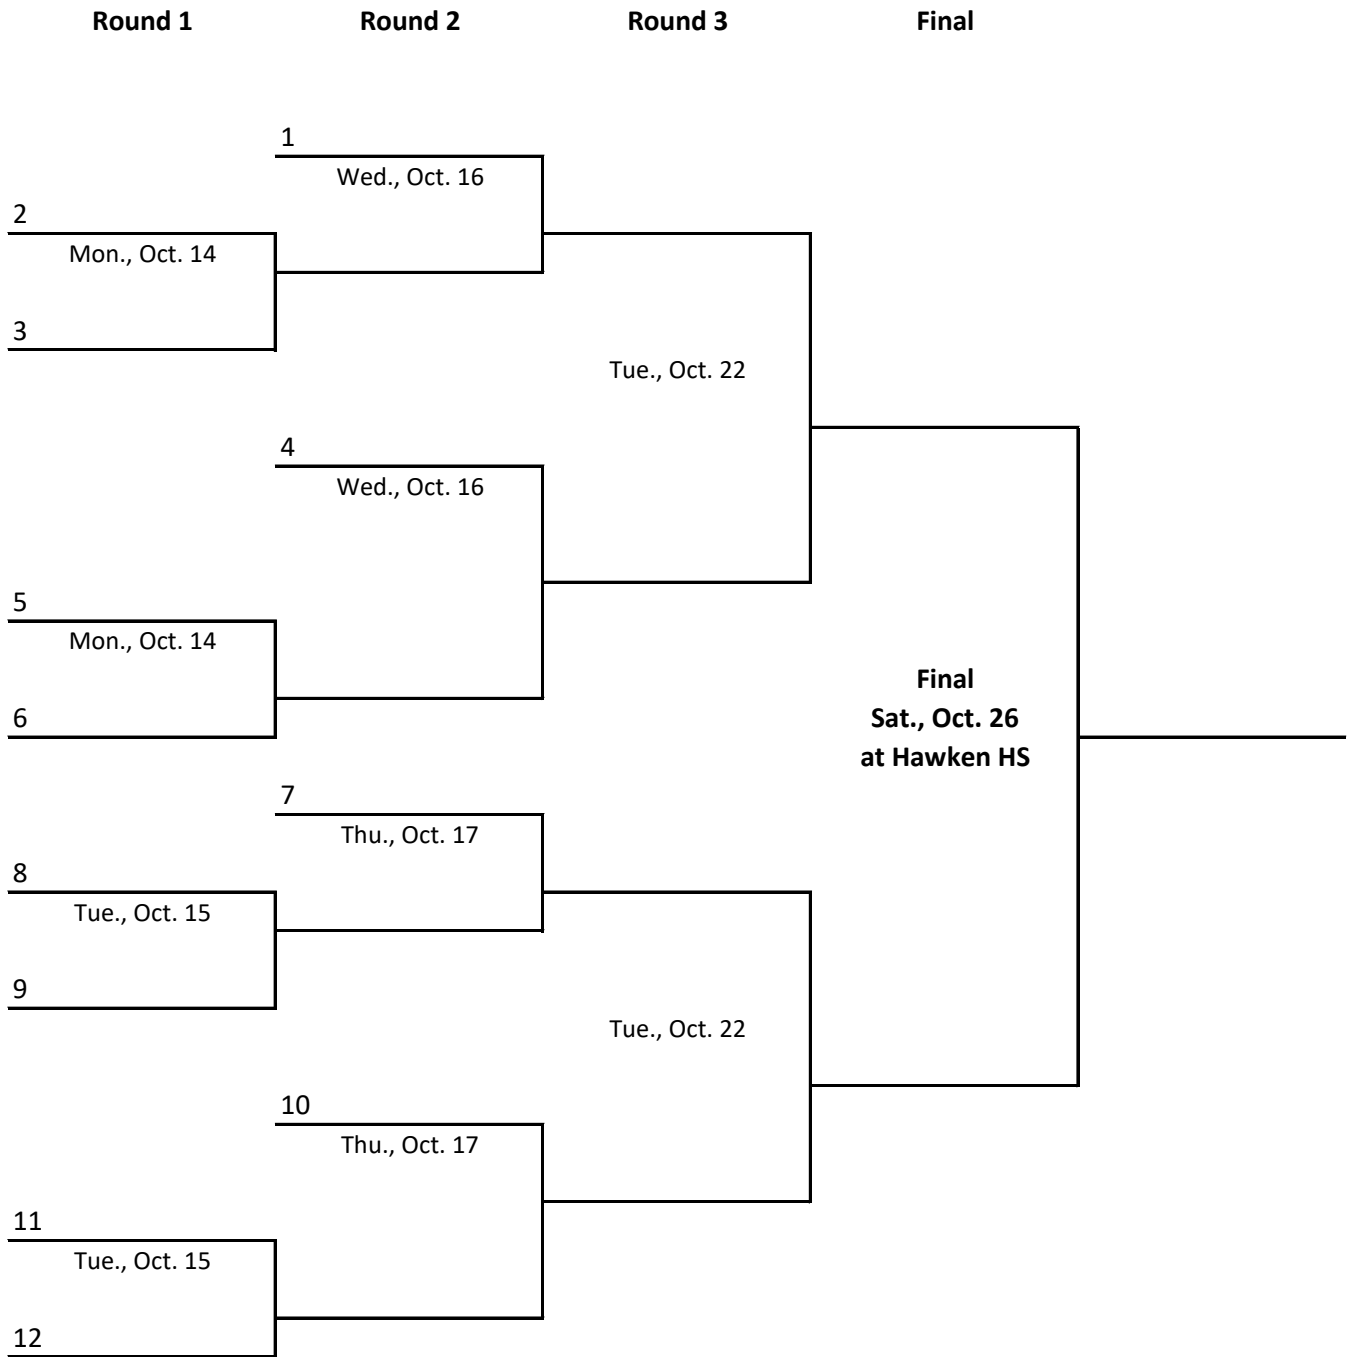 Round 1 Round 2 Round 3 Final
1
Wed., Oct. 16
2
Mon., Oct. 14
3
Tue., Oct. 22
4
Wed., Oct. 16
5
Mon., Oct. 14
6
Final
Sat., Oct. 26
at Hawken HS
7
Thu., Oct. 17
8
Tue., Oct. 15
9
Tue., Oct. 22
10
Thu., Oct. 17
11
Tue., Oct. 15
12